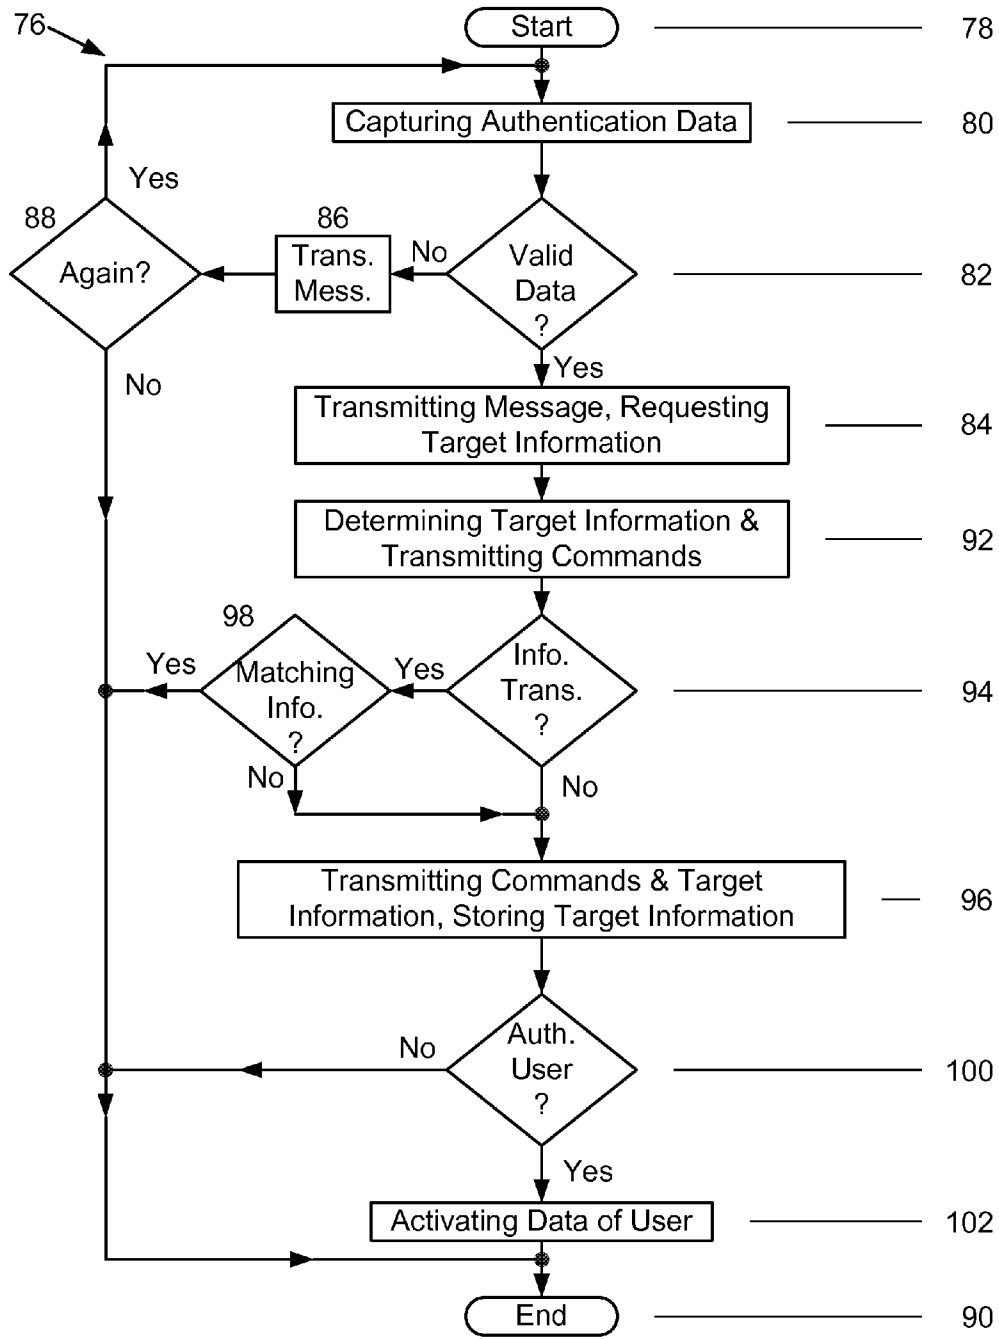 76
Start
78
Capturing Authentication Data
80
Yes
88
86
Again?
Trans.
Mess.
No
Valid
Data
?
82
No
Yes
Transmitting Message, Requesting
Target Information
84
Determining Target Information &
Transmitting Commands
92
98
Yes
Matching
Info.
?
Yes
Info.
Trans.
?
94
No
No
Transmitting Commands & Target
Information, Storing Target Information
96
No
Auth.
User
?
100
Yes
Activating Data of User
102
End
90